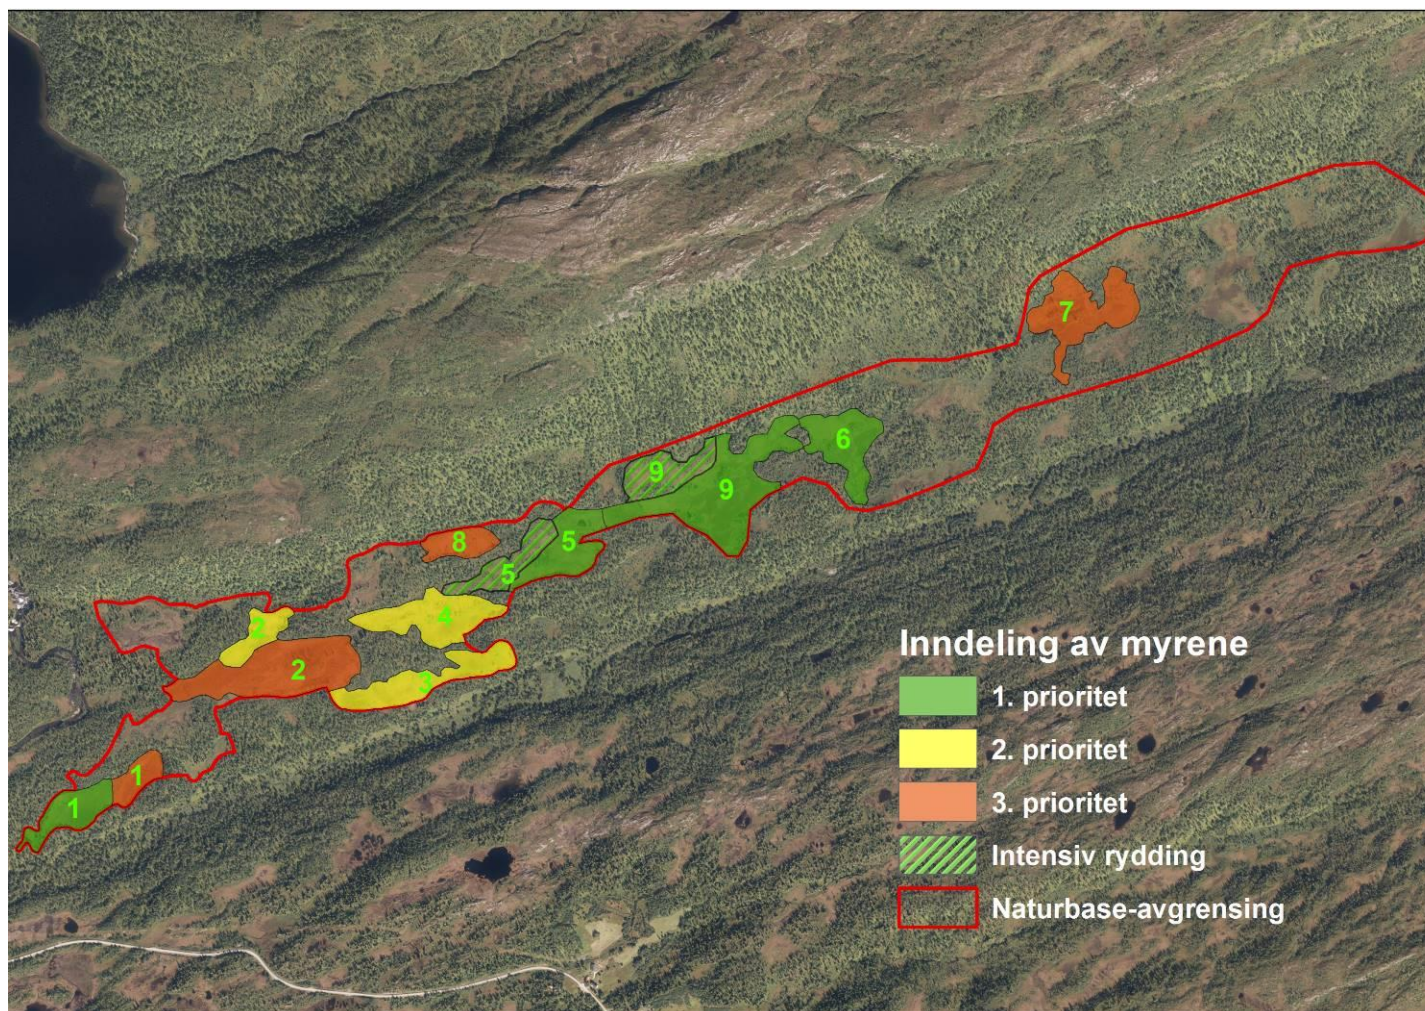 7
6
9
9
8
5
5
4
2
2
3
1
1
Inndeling av myrene
1. prioritet
2. prioritet
3. prioritet
Intensiv rydding
Naturbase-avgrensing